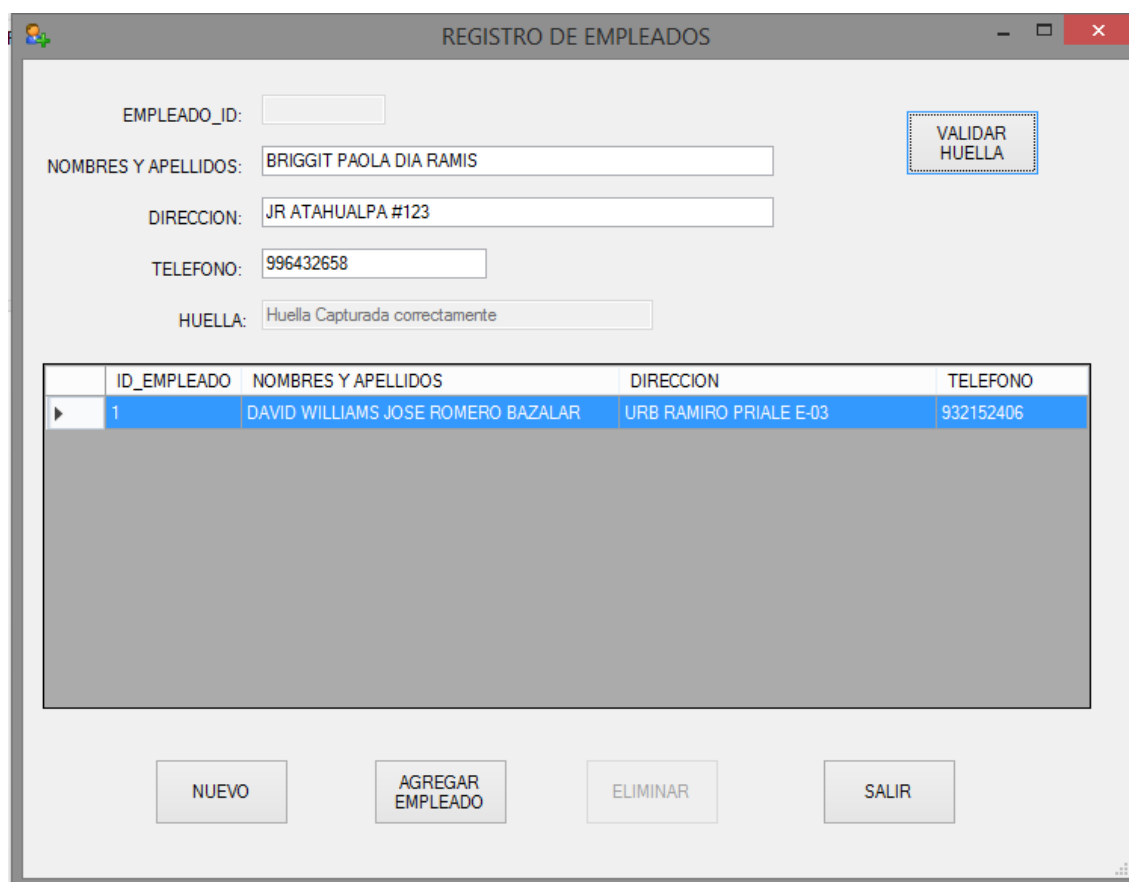 REGISTRO DE EMPLEADOS
EMPLEADO_ID:
VALIDAR
HUELLA
NOMBRES Y APELLIDOS: BRIGGIT PAOLA DIA RAMIS
DIRECCION: JR ATAHUALPA #123
TELEFONO: 996432658
HUELLA: Huella Capturada correctamente
ID_EMPLEADO NOMBRES Y APELLIDOS DIRECCION TELEFONO
1 DAVID WILLIAMS JOSE ROMERO BAZALAR URB RAMIRO PRIALE E-03 932152406
NUEVO
AGREGAR
EMPLEADO
ELIMINAR
SALIR